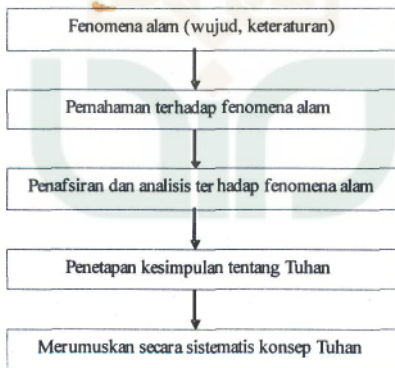 Fenomena alam (wujud, keteraturan)
Pemahaman terhadap fenomena alam
Penafsiran dan analisis ter hadap fenomena alam
Penetapan kesimpulan tentang Tuhan
Merumuskan secara sistematis konsep Tuhan